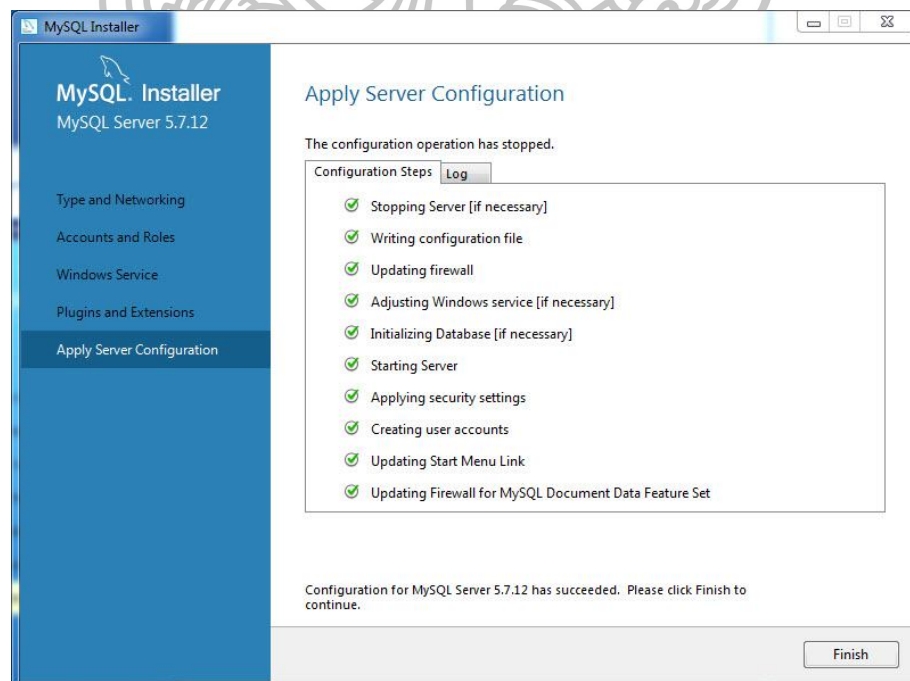 MySQL Installer
MySQL. Installer
MySQL Server 5.7.12
Type and Networking
Accounts and Roles
Windows Service
Plugins and Extensions
Apply Server Configuration
Apply Server Configuration
The configuration operation has stopped.
Configuration Steps Log
Stopping Server [if necessary]
Writing configuration file
Updating firewall
Adjusting Windows service [if necessary]
Initializing Database [if necessary]
Starting Server
Applying security settings
Creating user accounts
Updating Start Menu Link
Updating Firewall for MySQL Document Data Feature Set
Configuration for MySQL Server 5.7.12 has succeeded. Please click Finish to
continue.
Finish